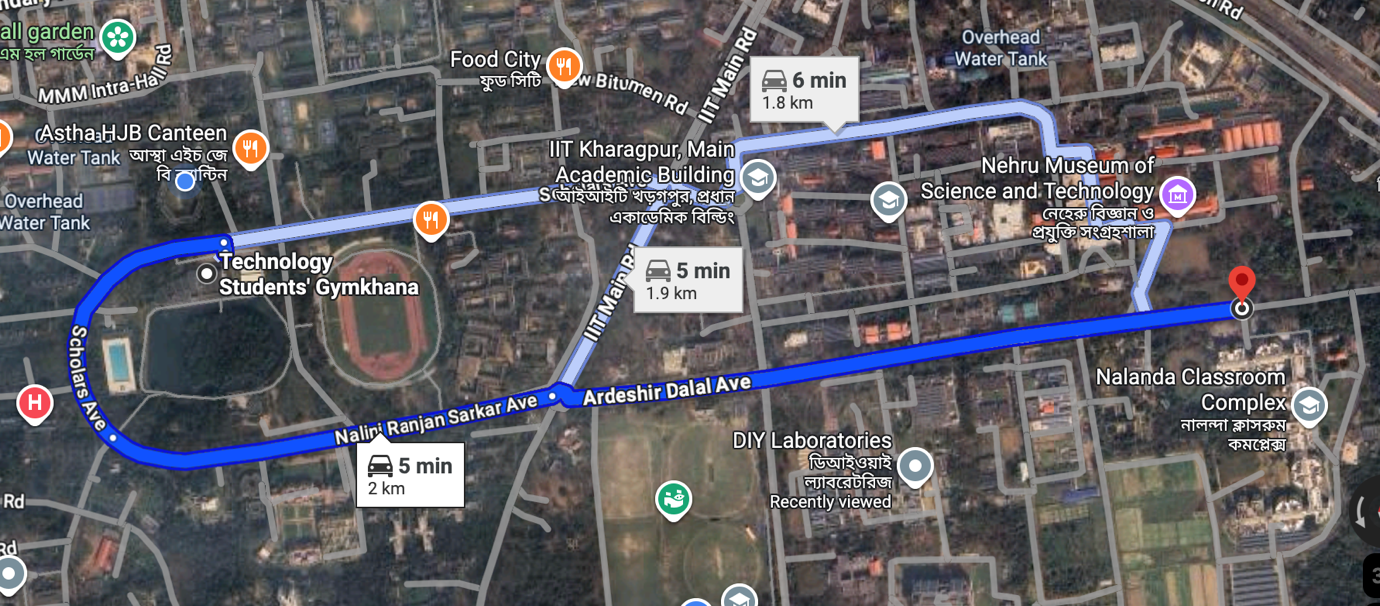 all garden
এম হল গার্ডেন
MMM Intra-Hall Rd
Food City
ফুড সিটি
Bitumen Rd
IIT Main Rd
6 min
1.8 km
Overhead
Water Tank
Astha HJB Canteen
আস্থা এইচ জে
বি ক্যান্টিন
Water Tank
Overhead
Water Tank
IIT Kharagpur, Main
Academic Building
আইআইটি খড়গপুর, প্রধান
একাডেমিক বিল্ডিং
Nehru Museum of
Science and Technology
নেহেরু বিজ্ঞান ও
প্রযুক্তি সংগ্রহশালা
Technology
Students' Gymkhana
5 min
1.9 km
IIT Main Rd
Scholars Ave
Ardeshir Dalal Ave
Nalini Ranjan Sarkar Ave
5 min
2 km
Nalanda Classroom
Complex
নালন্দা ক্লাসরুম
কমপ্লেক্স
DIY Laboratories
ডিআইওয়াই
ল্যাবরেটরিজ
Recently viewed
H
Rd
Rd
Rd